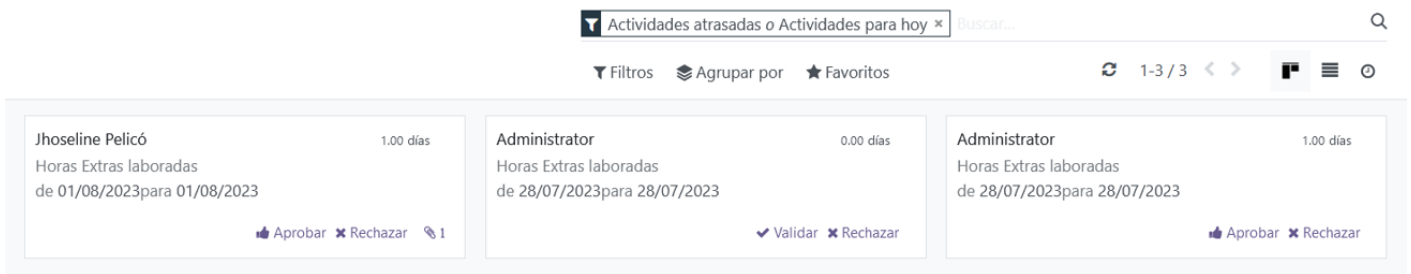 Actividades atrasadas o Actividades para hoy × Buscar...
Filtros Agrupar por Favoritos 1-3 / 3
Jhoseline Pelicó 1.00 días
Horas Extras laboradas
de 01/08/2023para 01/08/2023
Aprobar Rechazar 1
Administrator 0.00 días
Horas Extras laboradas
de 28/07/2023para 28/07/2023
Validar Rechazar
Administrator 1.00 días
Horas Extras laboradas
de 28/07/2023para 28/07/2023
Aprobar Rechazar